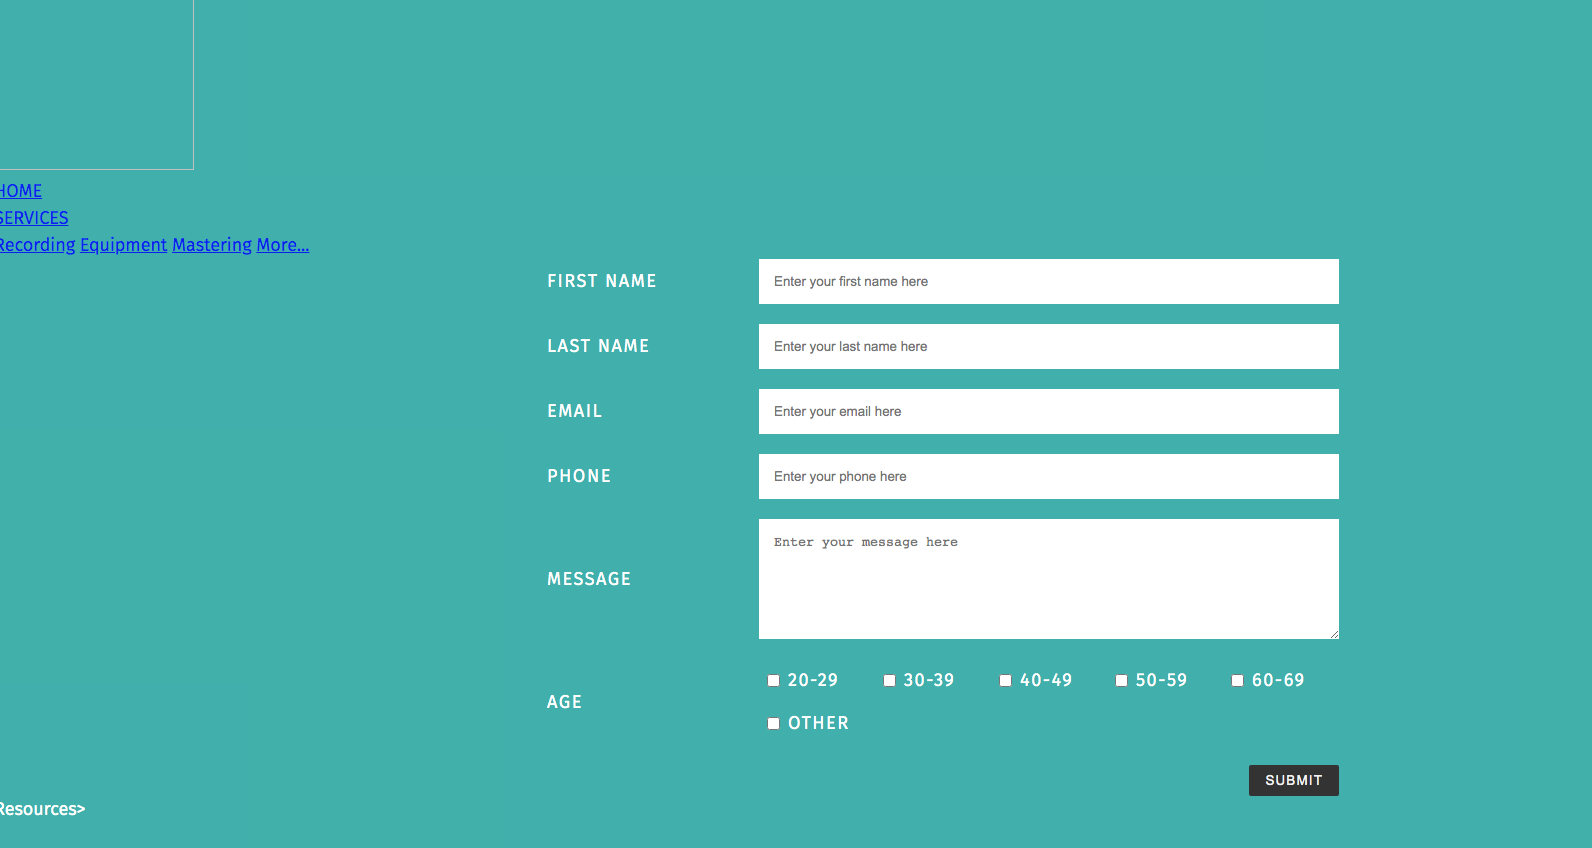 HOME
SERVICES
Recording Equipment Mastering More...
FIRST NAME Enter your first name here
LAST NAME Enter your last name here
EMAIL Enter your email here
PHONE Enter your phone here
MESSAGE Enter your message here
AGE
20-29 30-39 40-49 50-59 60-69
OTHER
SUBMIT
Resources>